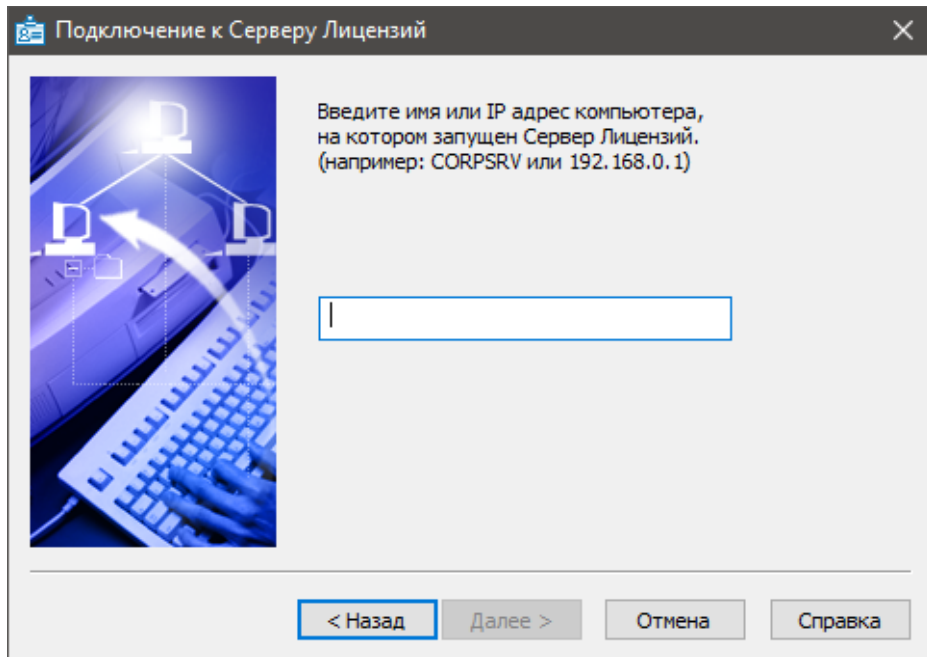 Подключение к Серверу Лицензий
Введите имя или IP адрес компьютера,
на котором запущен Сервер Лицензий.
(например: CORPSRV или 192.168.0.1)
< Назад
Далее >
Отмена
Справка